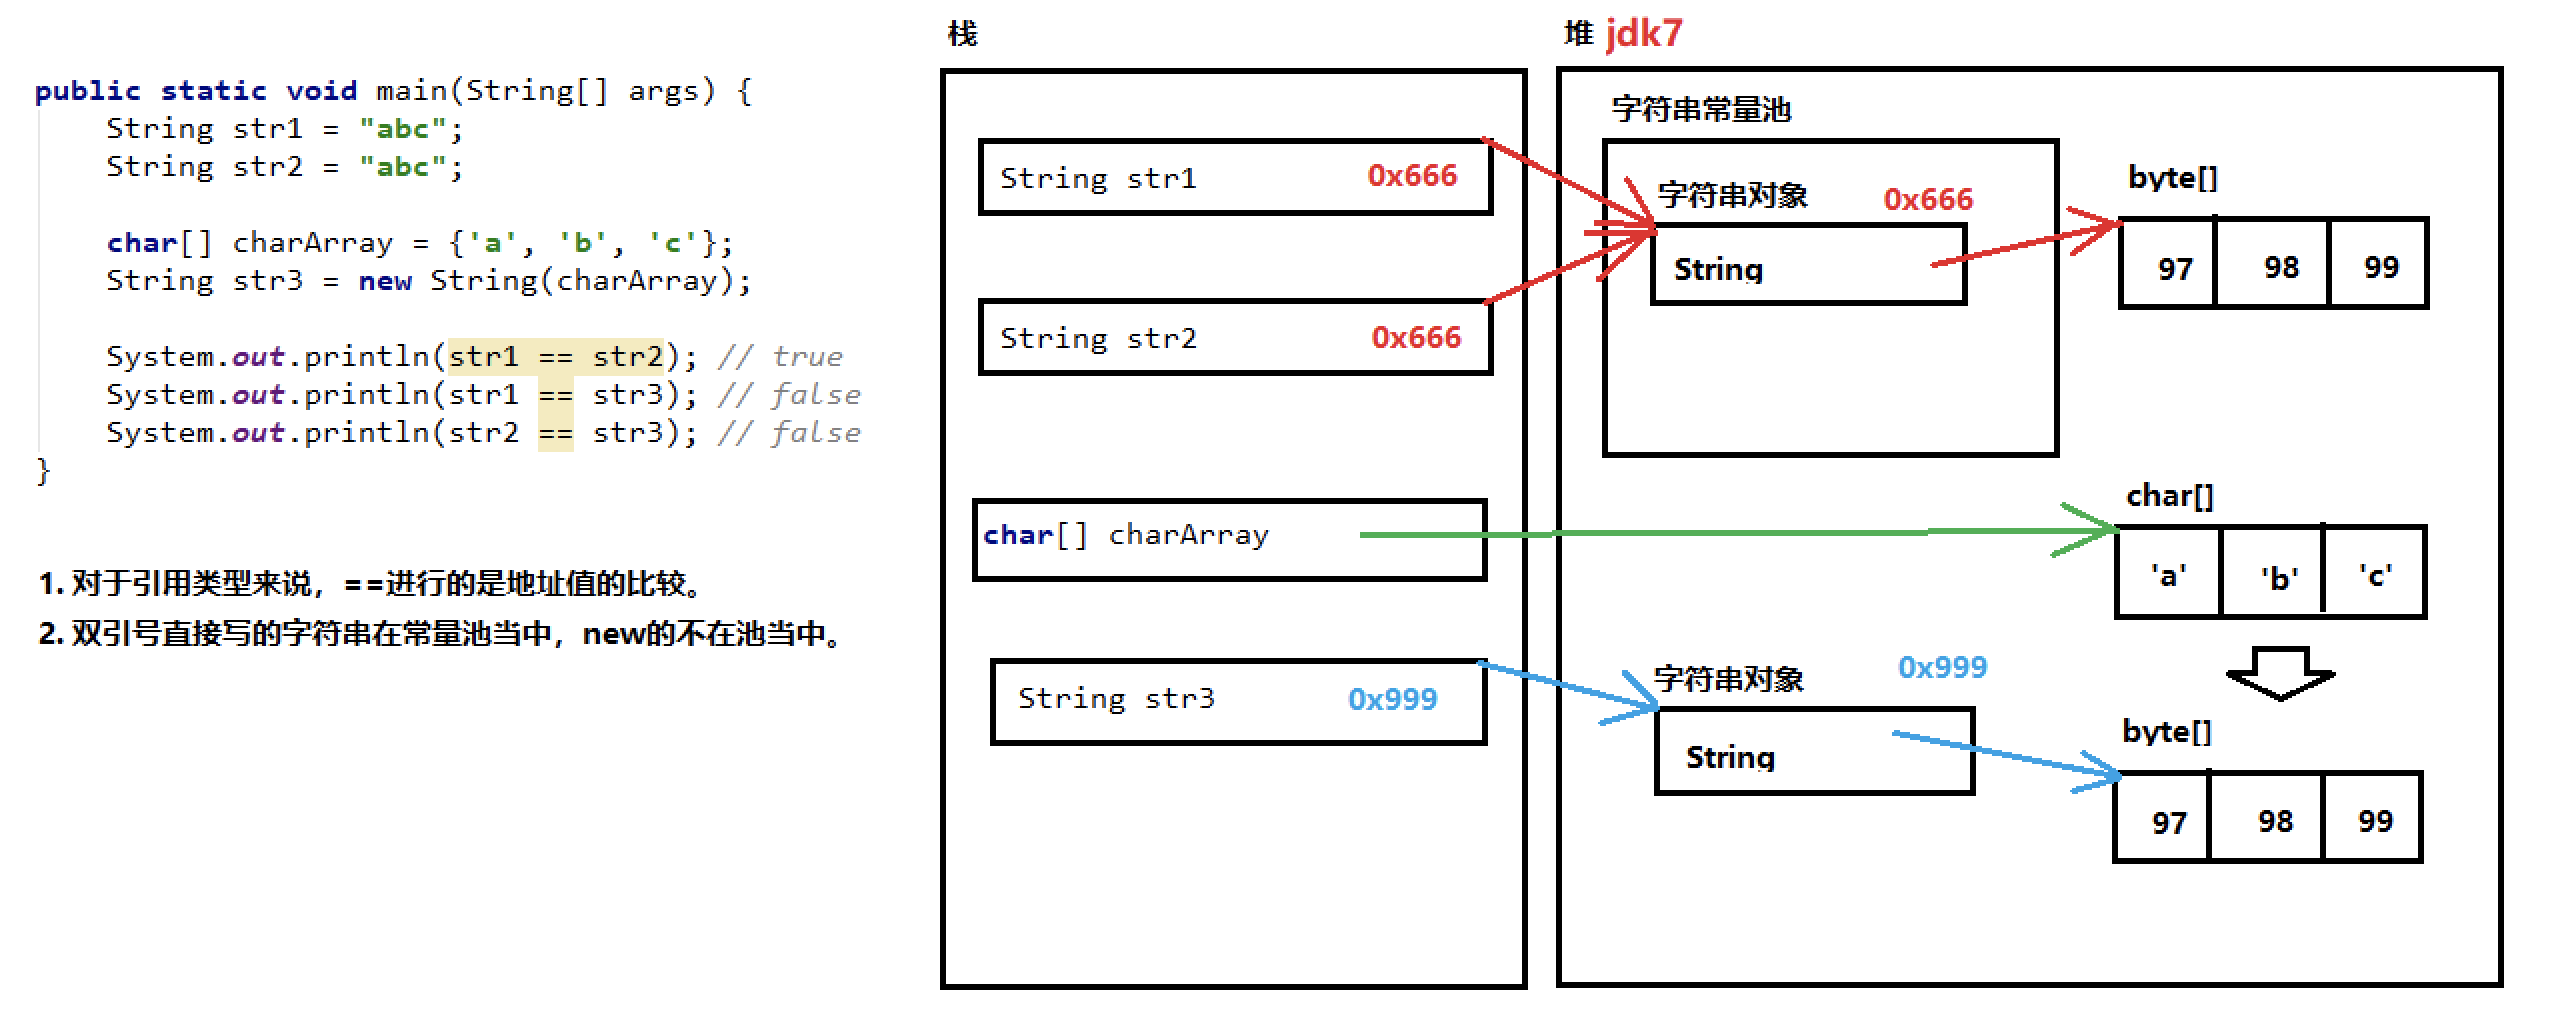 public static void main(String[] args) {
String str1 = "abc";
String str2 = "abc";
char[] charArray = {'a', 'b', 'c'};
String str3 = new String(charArray);
System.out.println(str1 == str2); // true
System.out.println(str1 == str3); // false
System.out.println(str2 == str3); // false
}
1. 对于引用类型来说，==进行的是地址值的比较。
2. 双引号直接写的字符串在常量池当中，new的不在池当中。
栈
String str1 0x666
String str2 0x666
char[] charArray
String str3 0x999
堆 jdk7
字符串常量池
字符串对象 0x666
String
byte[]
97 98 99
char[]
'a' 'b' 'c'
字符串对象 0x999
String
byte[]
97 98 99